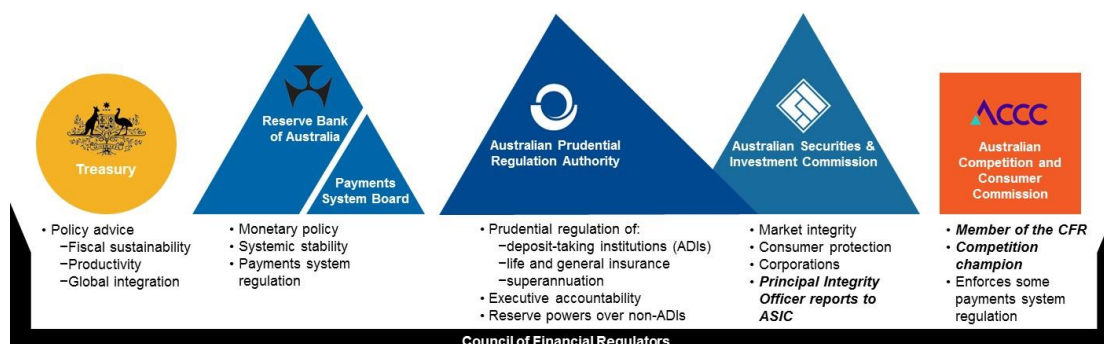 Treasury
• Policy advice
−Fiscal sustainability
−Productivity
−Global integration
Reserve Bank
of Australia
Payments
System Board
• Monetary policy
• Systemic stability
• Payments system
regulation
Australian Prudential
Regulation Authority
• Prudential regulation of:
−deposit-taking institutions (ADIs)
−life and general insurance
−superannuation
• Executive accountability
• Reserve powers over non-ADIs
Australian Securities &
Investment Commission
• Market integrity
• Consumer protection
• Corporations
• Principal Integrity
Officer reports to
ASIC
ACCC
Australian
Competition and
Consumer
Commission
• Member of the CFR
• Competition
champion
• Enforces some
payments system
regulation
Council of Financial Regulators